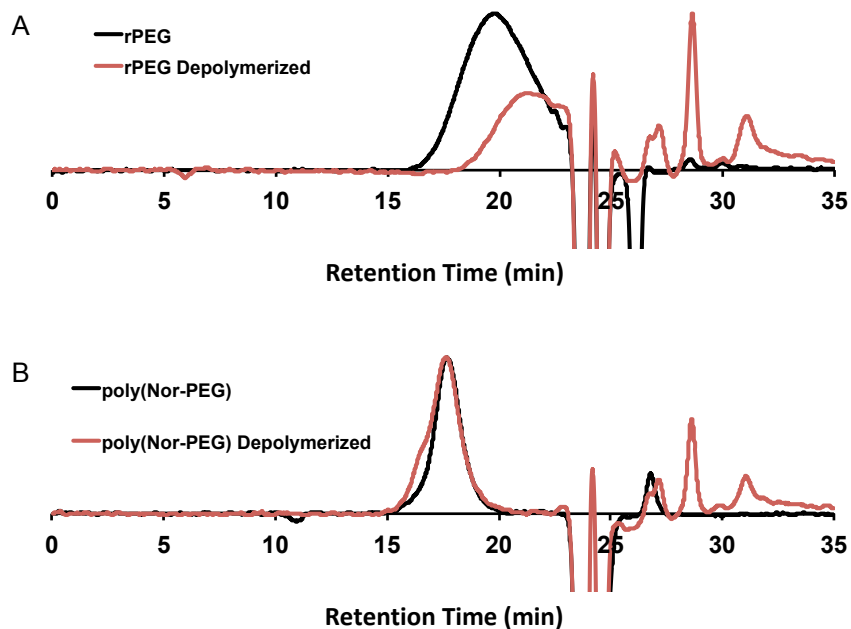 A
rPEG
rPEG Depolymerized
0 5 10 15 20 25 30 35
Retention Time (min)
B
poly(Nor-PEG)
poly(Nor-PEG) Depolymerized
0 5 10 15 20 25 30 35
Retention Time (min)